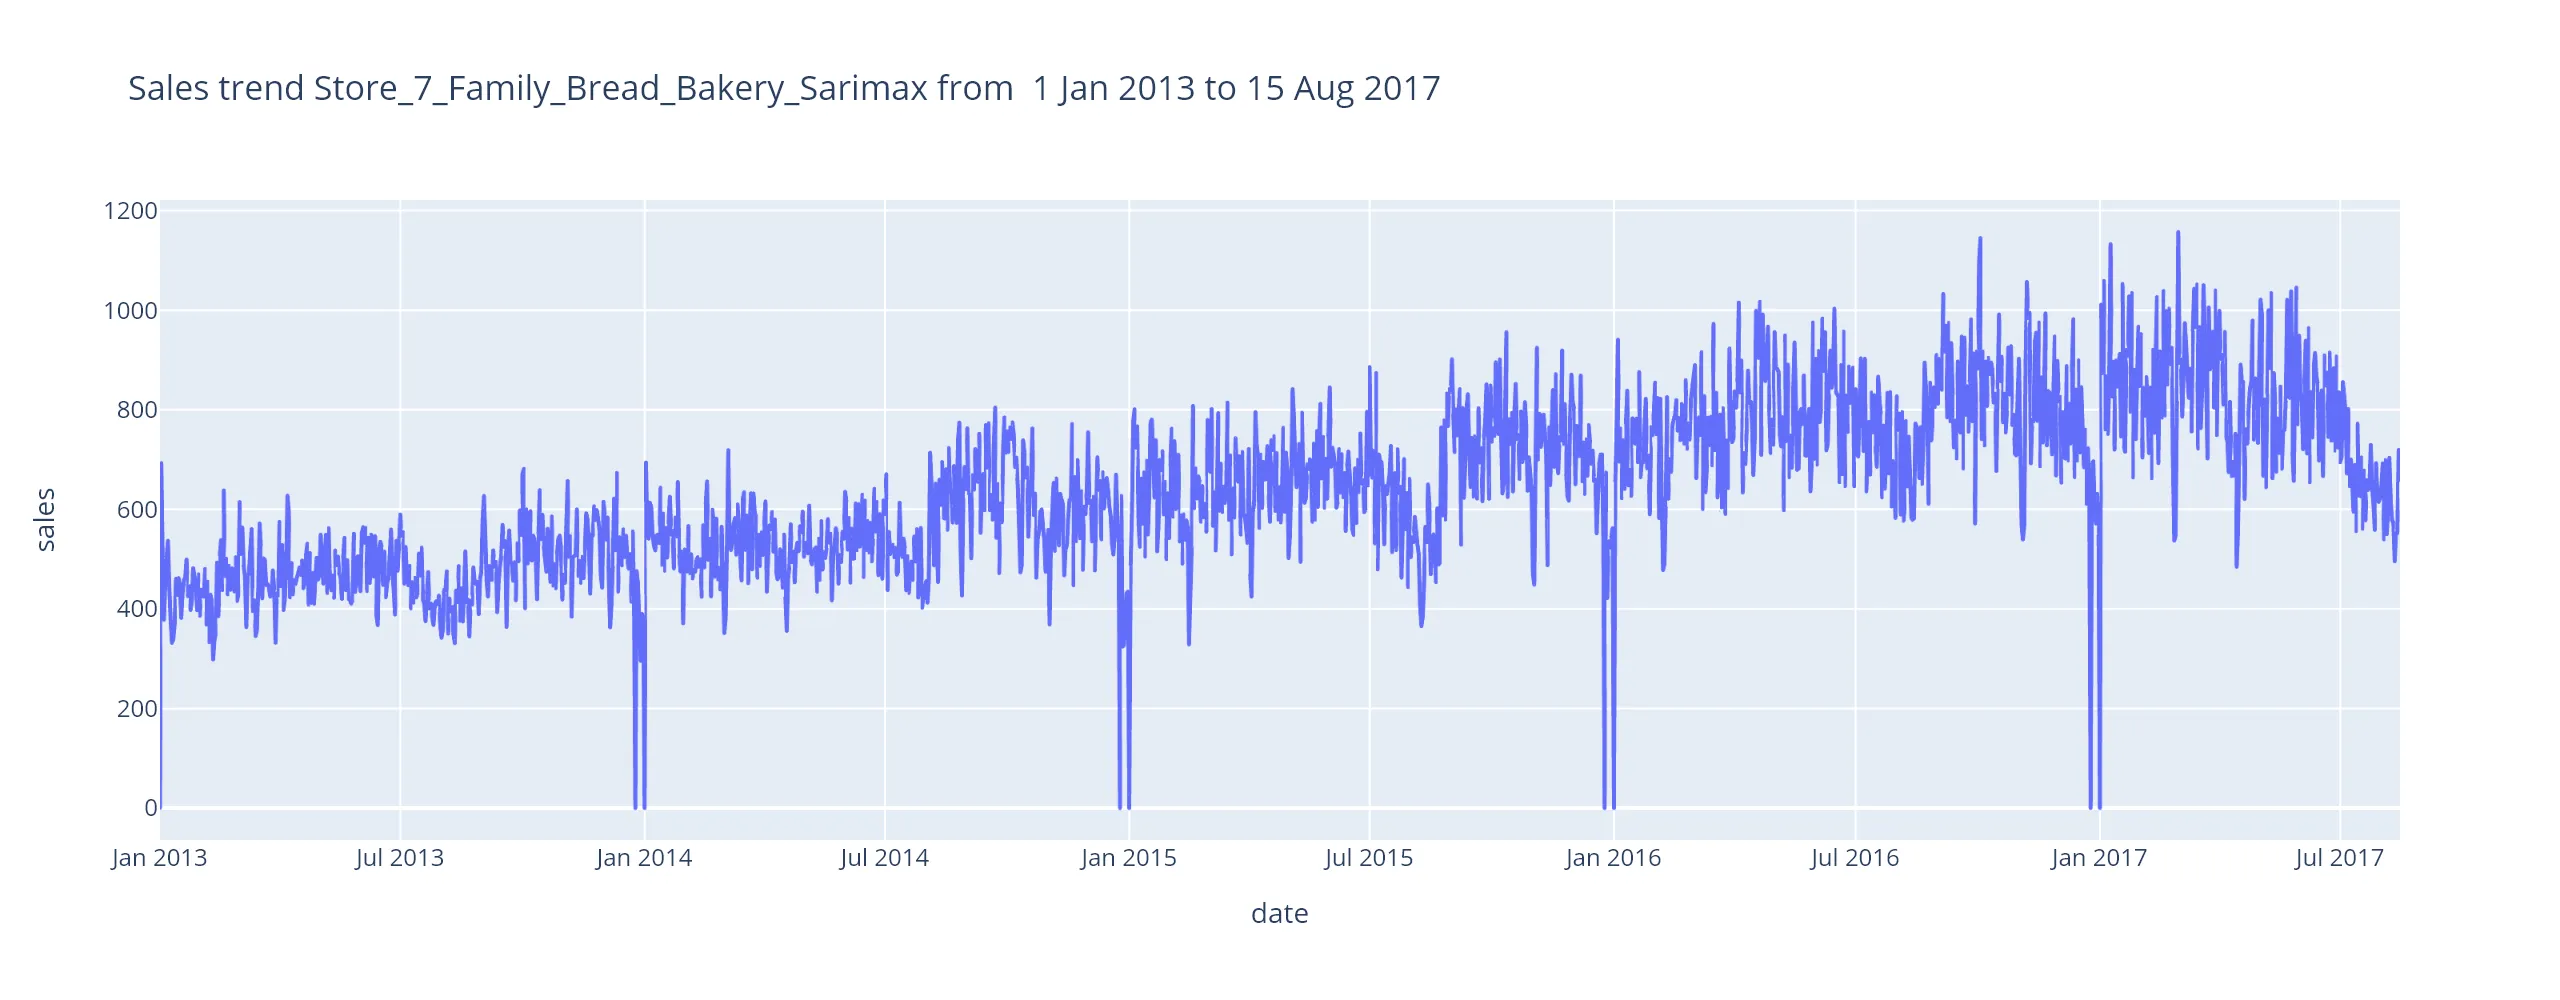 Sales trend Store_7_Family_Bread_Bakery_Sarimax from  1 Jan 2013 to 15 Aug 2017
1200
1000
800
600
400
200
0
sales
Jan 2013 Jul 2013 Jan 2014 Jul 2014 Jan 2015 Jul 2015 Jan 2016 Jul 2016 Jan 2017 Jul 2017
date